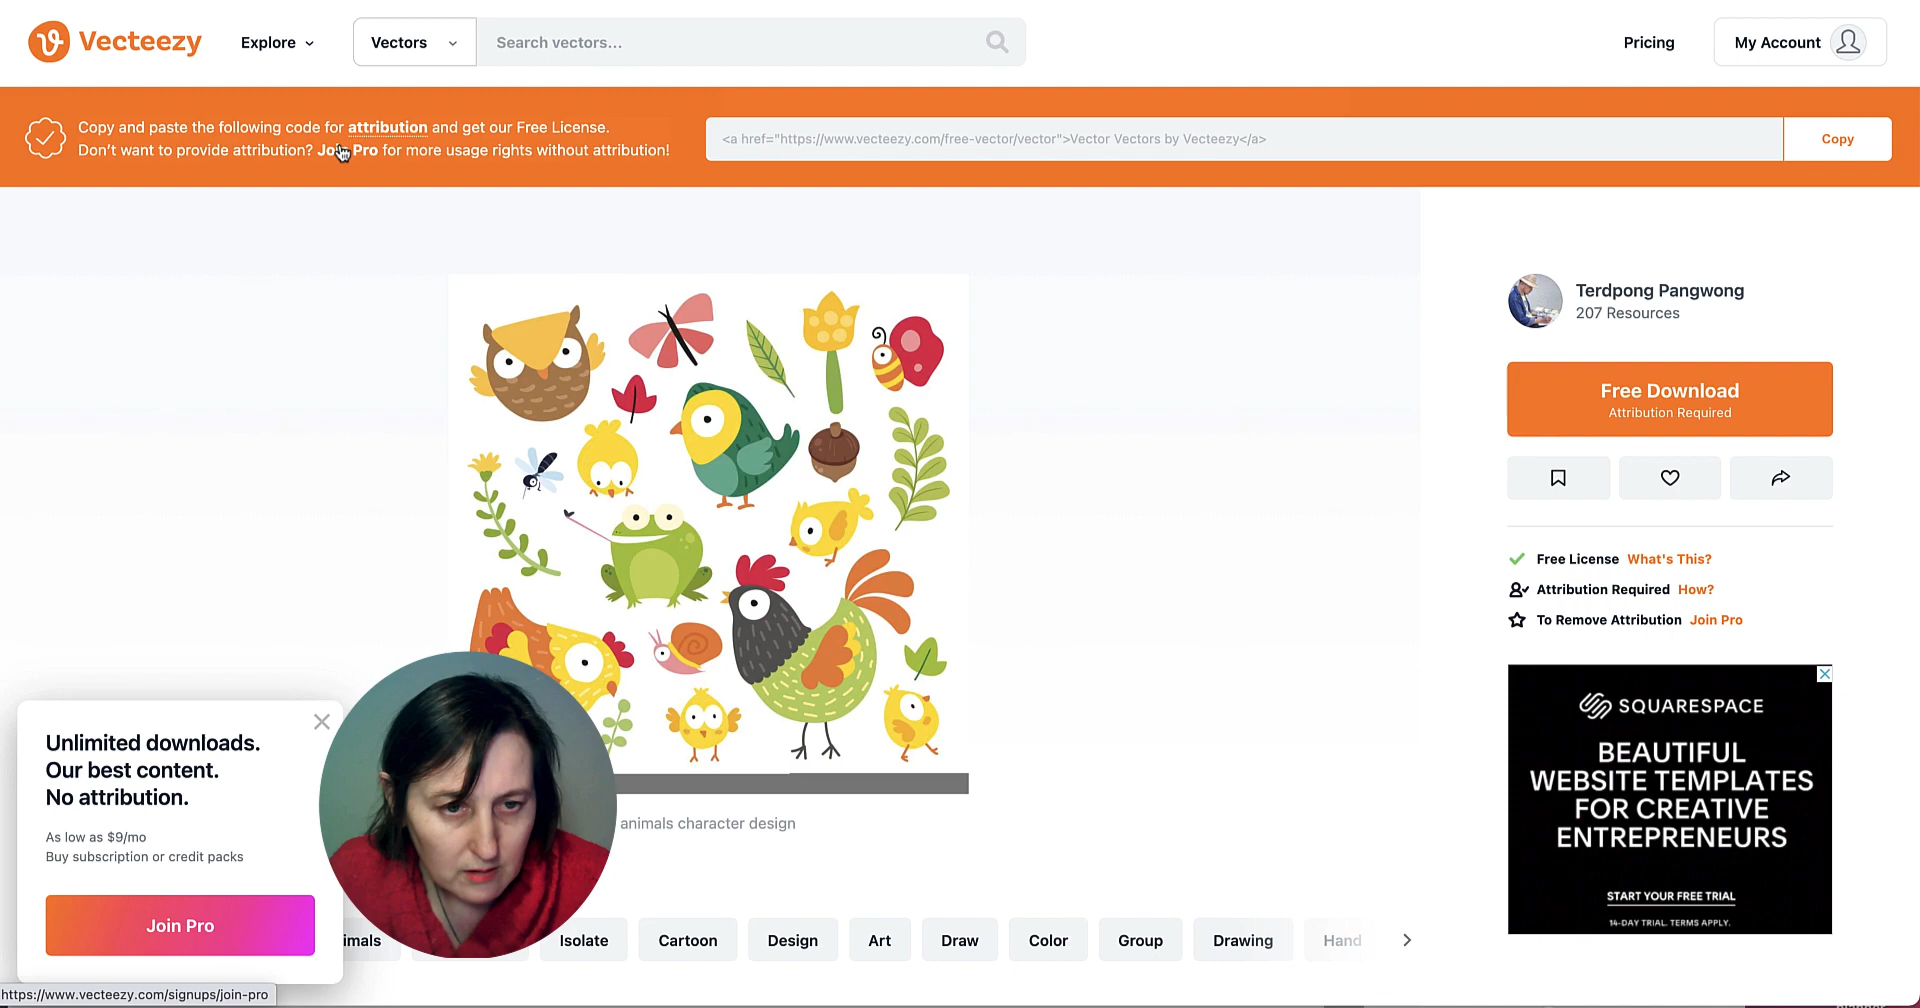 Vecteezy
Explore
Vectors
Search vectors...
Pricing
My Account
Copy and paste the following code for attribution and get our Free License.
Don't want to provide attribution? Join Pro for more usage rights without attribution!
<a href="https://www.vecteezy.com/free-vector/vector">Vector Vectors by Vecteezy</a>
Copy
Terdpong Pangwong
207 Resources
Free Download
Attribution Required
Free License What's This?
Attribution Required How?
To Remove Attribution Join Pro
SQUARESPACE
BEAUTIFUL
WEBSITE TEMPLATES
FOR CREATIVE
ENTREPRENEURS
START YOUR FREE TRIAL
14-DAY TRIAL. TERMS APPLY.
Unlimited downloads.
Our best content.
No attribution.
As low as $9/mo
Buy subscription or credit packs
Join Pro
animals character design
imals
Isolate
Cartoon
Design
Art
Draw
Color
Group
Drawing
Hand
https://www.vecteezy.com/signups/join-pro